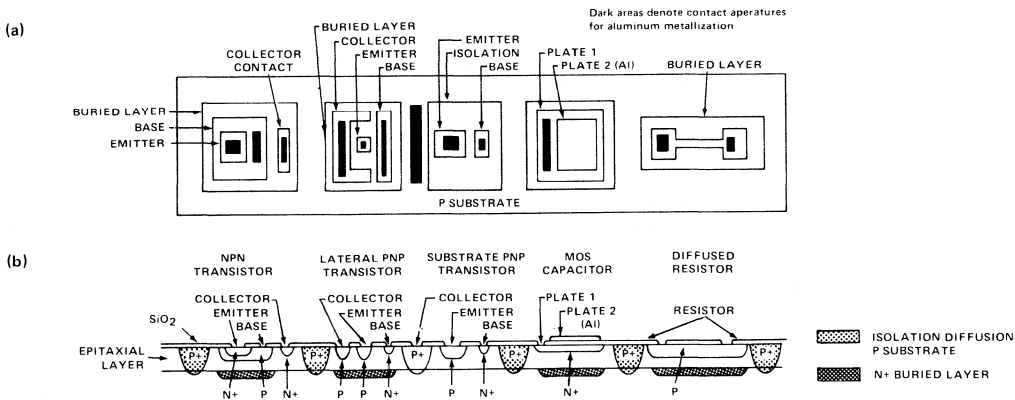 (a)
Dark areas denote contact aperatures
for aluminum metallization
BURIED LAYER
COLLECTOR
EMITTER
BASE
COLLECTOR
CONTACT
EMITTER
ISOLATION
BASE
PLATE 1
PLATE 2 (Al)
BURIED LAYER
BURIED LAYER
BASE
EMITTER
P SUBSTRATE
(b)
NPN
TRANSISTOR
LATERAL PNP
TRANSISTOR
SUBSTRATE PNP
TRANSISTOR
MOS
CAPACITOR
DIFFUSED
RESISTOR
COLLECTOR
EMITTER
BASE
COLLECTOR
EMITTER
BASE
COLLECTOR
EMITTER
BASE
PLATE 1
PLATE 2
(Al)
RESISTOR
SiO2
EPITAXIAL
LAYER
P+
P+
P+
P+
P+
P+
N+
P
N+
P
P
N+
P
N+
N+
P
ISOLATION DIFFUSION
P SUBSTRATE
N+ BURIED LAYER